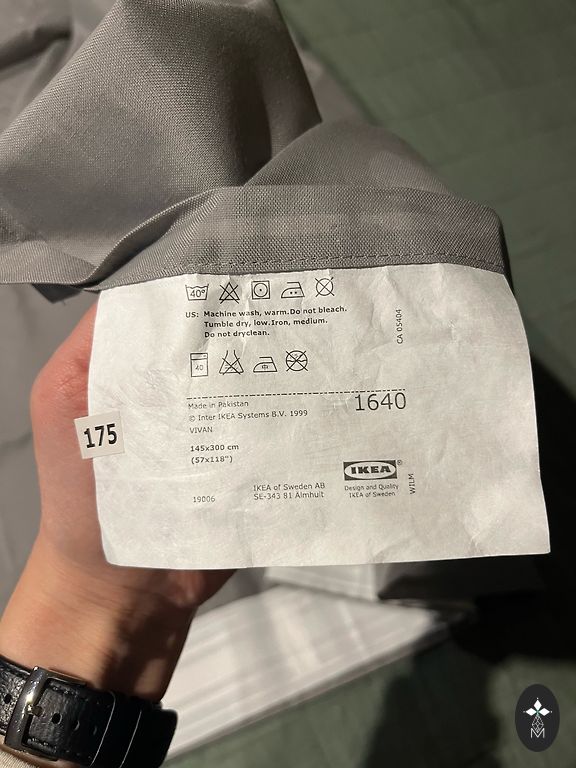 40°
US: Machine wash, warm. Do not bleach.
Tumble dry, low. Iron, medium.
Do not dryclean.
CA 05404
40
Made in Pakistan
1640
© Inter IKEA Systems B.V. 1999
VIVAN
175
145x300 cm
(57x118")
IKEA®
Design and Quality
IKEA of Sweden
WILM
19006
IKEA of Sweden AB
SE-343 81 Älmhult
M